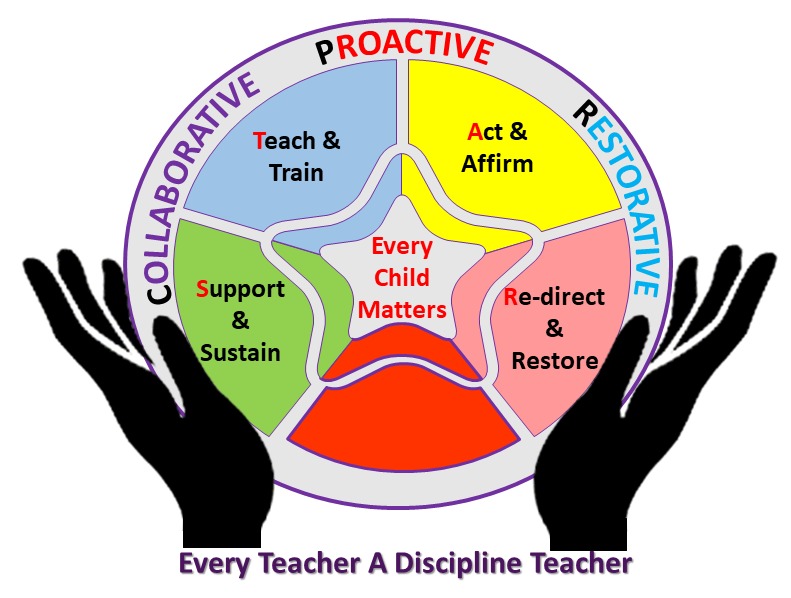 COLLABORATIVE
PROACTIVE
RESTORATIVE
Teach &
Train
Act &
Affirm
Support
&
Sustain
Every
Child
Matters
Re-direct
&
Restore
Every Teacher A Discipline Teacher